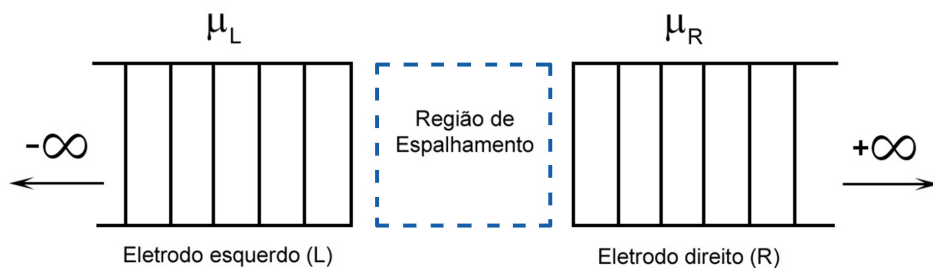 μL
μR
Região de
Espalhamento
-∞
+∞
Eletrodo esquerdo (L)
Eletrodo direito (R)